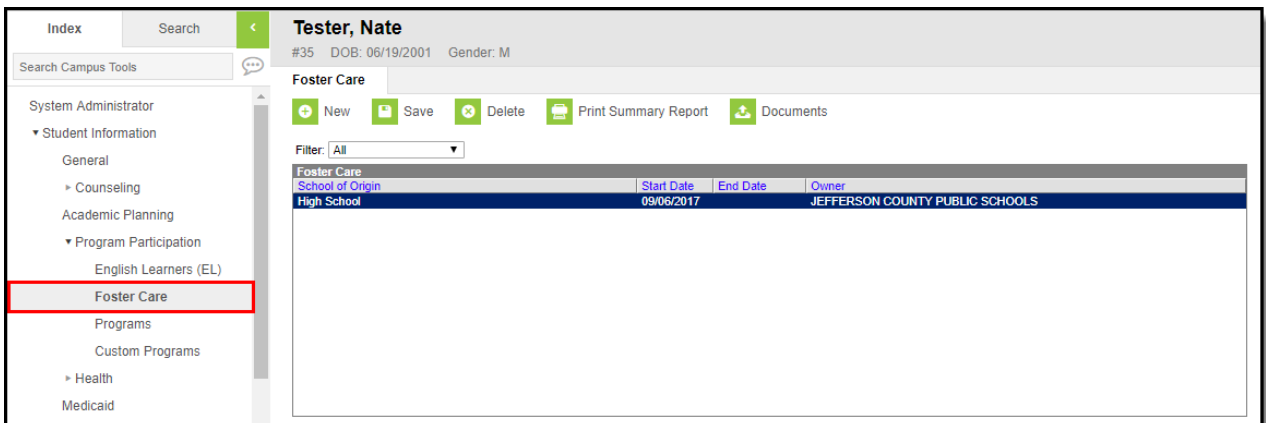 Index Search <
Search Campus Tools
System Administrator
▾ Student Information
General
▸ Counseling
Academic Planning
▾ Program Participation
English Learners (EL)
Foster Care
Programs
Custom Programs
▸ Health
Medicaid
Tester, Nate
#35 DOB: 06/19/2001 Gender: M
Foster Care
New Save Delete Print Summary Report Documents
Filter: All
Foster Care
School of Origin Start Date End Date Owner
High School 09/06/2017 JEFFERSON COUNTY PUBLIC SCHOOLS